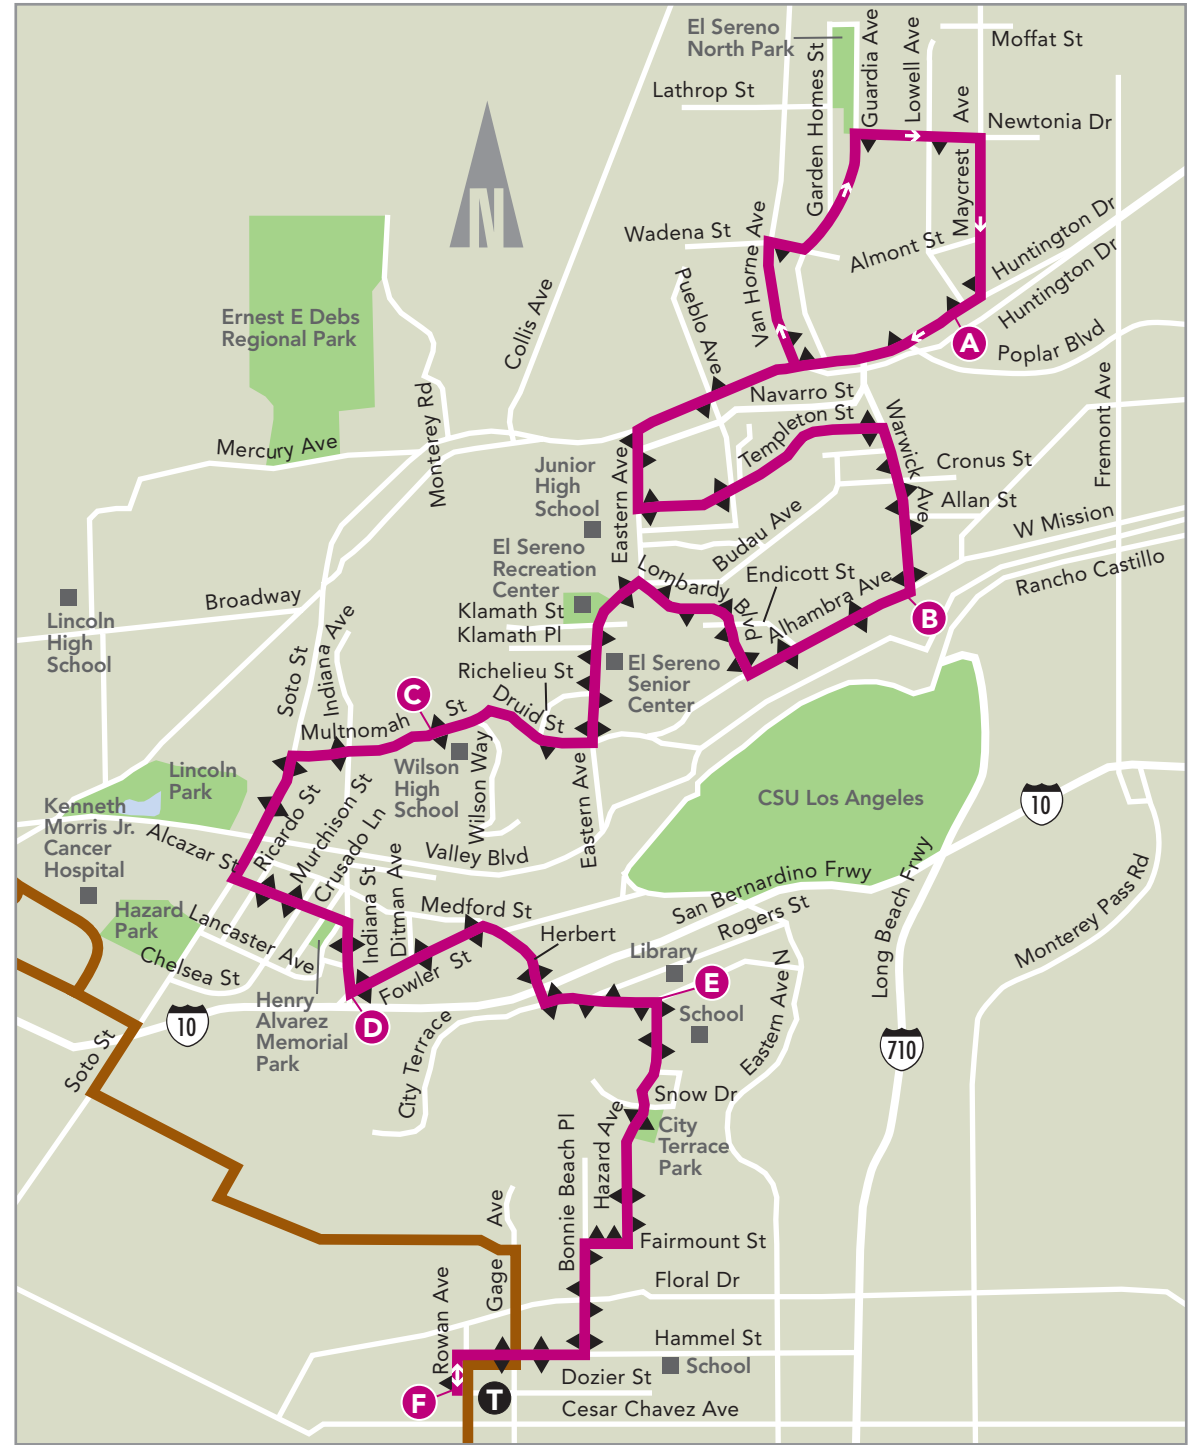 El Sereno
North Park
Guardia Ave
Lowell Ave
Moffat St
Lathrop St
Garden Homes St
Maycrest Ave
Newtonia Dr
N
Wadena St
Van Horne Ave
Almont St
Huntington Dr
Huntington Dr
Pueblo Ave
Collis Ave
A
Poplar Blvd
Ernest E Debs
Regional Park
Monterey Rd
Navarro St
Fremont Ave
Templeton St
Warwick Ave
Mercury Ave
Junior
High
School
Eastern Ave
Cronus St
Allan St
W Mission
Budau Ave
El Sereno
Recreation
Center
Lombardy Blvd
Endicott St
Rancho Castillo
Broadway
Klamath St
Klamath Pl
Alhambra Ave
B
Lincoln
High
School
Soto St
Indiana Ave
Richelieu St
El Sereno
Senior
Center
C
Druid St
Multnomah St
Lincoln
Park
Wilson
High
School
Wilson Way
Eastern Ave
CSU Los Angeles
10
Kenneth
Morris Jr.
Cancer
Hospital
Alcazar St
Ricardo St
Murchison St
Crusado Ln
Valley Blvd
Indiana St
Ditman Ave
San Bernardino Frwy
Long Beach Frwy
Monterey Pass Rd
Hazard
Park
Lancaster Ave
Medford St
Rogers St
Herbert
Library
Chelsea St
Fowler St
E
School
Eastern Ave N
Henry
Alvarez
Memorial
Park
10
D
710
Soto St
City Terrace
Snow Dr
Hazard Ave
City
Terrace
Park
Bonnie Beach Pl
Gage Ave
Fairmount St
Floral Dr
Rowan Ave
Hammel St
School
Dozier St
F
T
Cesar Chavez Ave